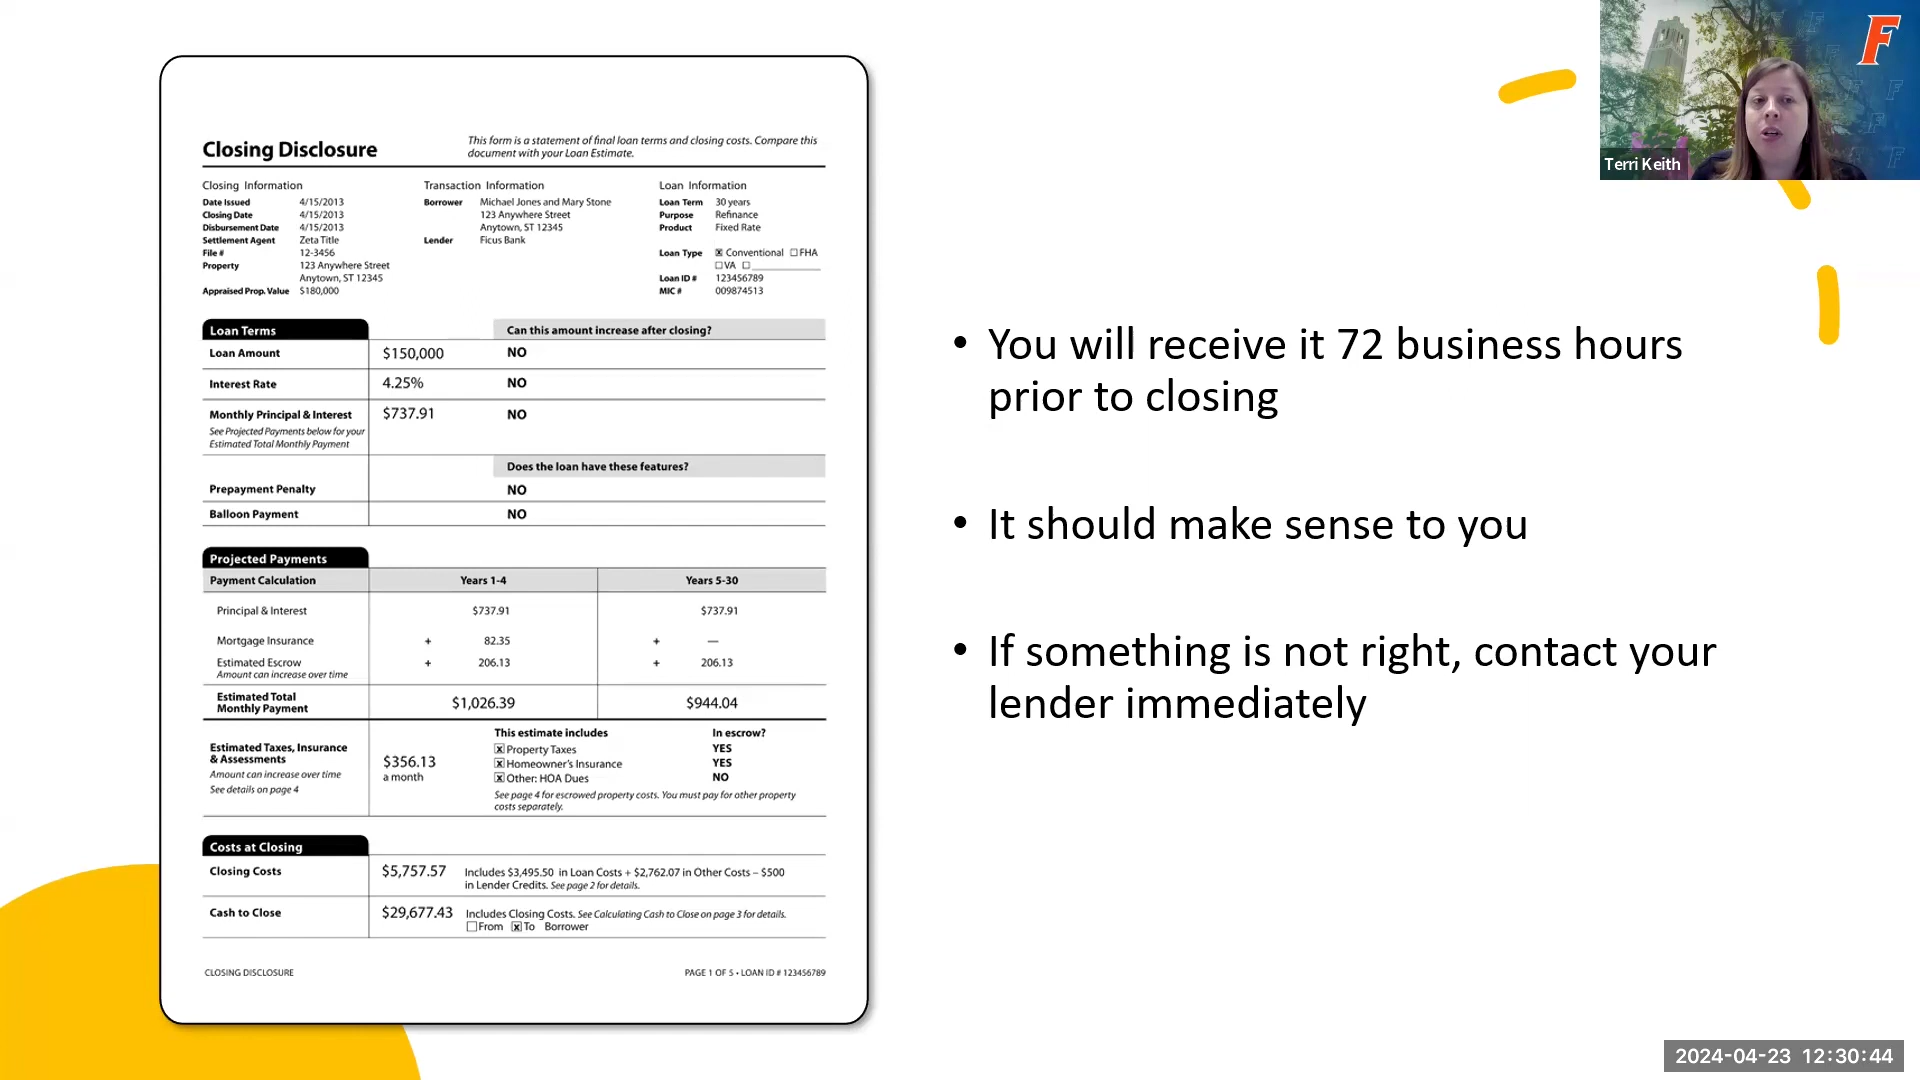 Closing Disclosure
This form is a statement of final loan terms and closing costs. Compare this
document with your Loan Estimate.
Closing Information
Date Issued 4/15/2013
Closing Date 4/15/2013
Disbursement Date 4/15/2013
Settlement Agent Zeta Title
File # 12-3456
Property 123 Anywhere Street
Anytown, ST 12345
Appraised Prop. Value $180,000
Transaction Information
Borrower Michael Jones and Mary Stone
123 Anywhere Street
Anytown, ST 12345
Lender Ficus Bank
Loan Information
Loan Term 30 years
Purpose Refinance
Product Fixed Rate
Loan Type ☒ Conventional ☐ FHA
☐ VA ☐ ____________
Loan ID # 123456789
MIC # 009874513
Loan Terms Can this amount increase after closing?
Loan Amount $150,000 NO
Interest Rate 4.25% NO
Monthly Principal & Interest $737.91 NO
See Projected Payments below for your
Estimated Total Monthly Payment
Does the loan have these features?
Prepayment Penalty NO
Balloon Payment NO
Projected Payments
Payment Calculation Years 1-4 Years 5-30
Principal & Interest $737.91 $737.91
Mortgage Insurance + 82.35 + —
Estimated Escrow + 206.13 + 206.13
Amount can increase over time
Estimated Total
Monthly Payment $1,026.39 $944.04
Estimated Taxes, Insurance
& Assessments
Amount can increase over time
See details on page 4
$356.13
a month
This estimate includes In escrow?
☒ Property Taxes YES
☒ Homeowner's Insurance YES
☒ Other: HOA Dues NO
See page 4 for escrowed property costs. You must pay for other property
costs separately.
Costs at Closing
Closing Costs $5,757.57 Includes $3,495.50 in Loan Costs + $2,762.07 in Other Costs – $500
in Lender Credits. See page 2 for details.
Cash to Close $29,677.43 Includes Closing Costs. See Calculating Cash to Close on page 3 for details.
☐ From ☒ To Borrower
CLOSING DISCLOSURE PAGE 1 OF 5 • LOAN ID # 123456789
• You will receive it 72 business hours
prior to closing
• It should make sense to you
• If something is not right, contact your
lender immediately
F
Terri Keith
2024-04-23 12:30:44